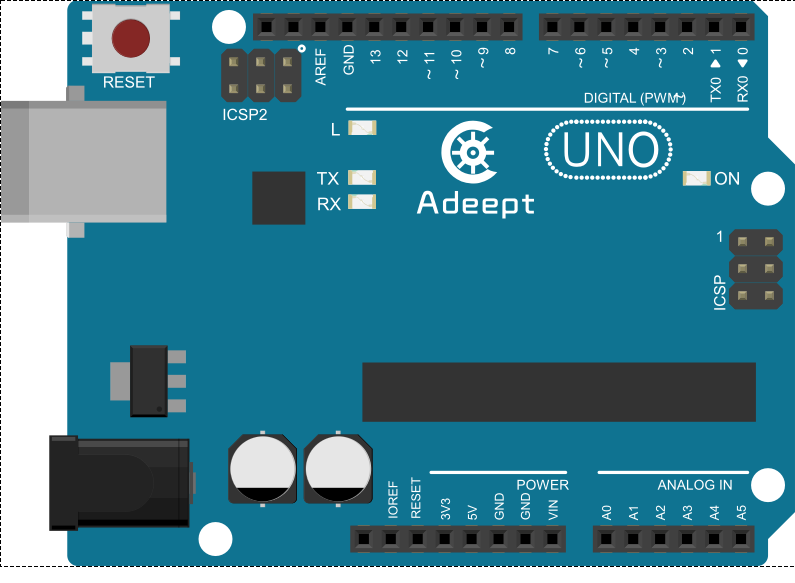 RESET
ICSP2
AREF
GND
13
12
~ 11
~ 10
~ 9
8
7
~ 6
~ 5
4
~ 3
2
TX0 ▶ 1
RX0 ◀ 0
DIGITAL (PWM~)
L
TX
RX
Adeept
UNO
ON
1
ICSP
POWER
ANALOG IN
IOREF
RESET
3V3
5V
GND
GND
VIN
A0
A1
A2
A3
A4
A5